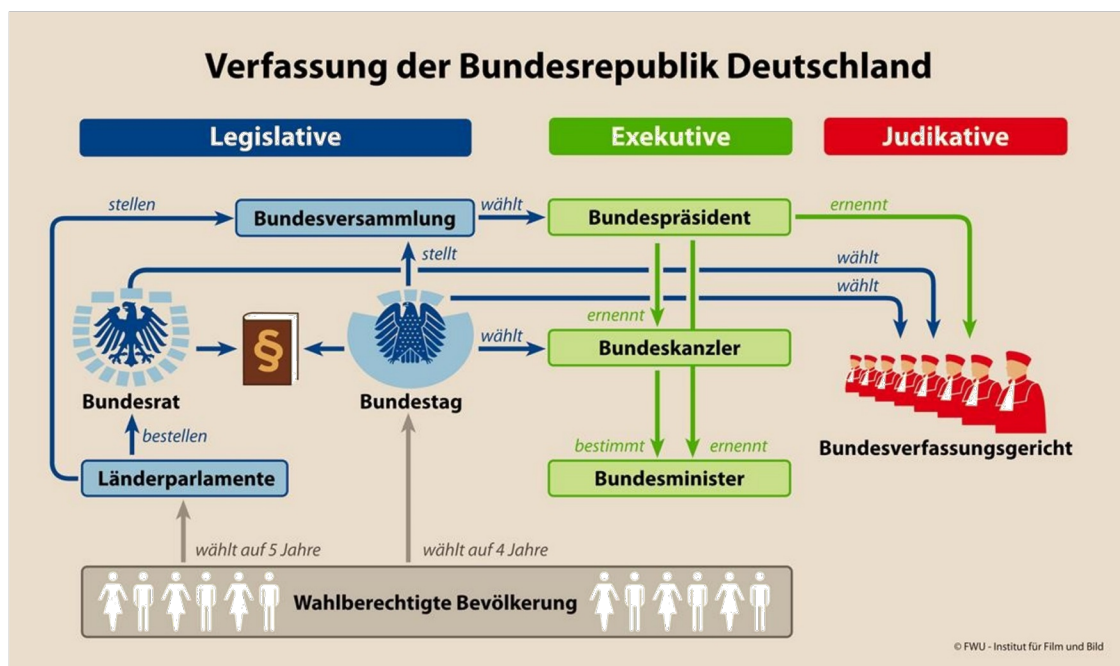 Verfassung der Bundesrepublik Deutschland
Legislative
Exekutive
Judikative
stellen
Bundesversammlung
wählt
Bundespräsident
ernennt
stellt
wählt
wählt
ernennt
§
wählt
Bundeskanzler
Bundesrat
Bundestag
bestellen
bestimmt
ernennt
Bundesverfassungsgericht
Länderparlamente
Bundesminister
wählt auf 5 Jahre
wählt auf 4 Jahre
Wahlberechtigte Bevölkerung
© FWU - Institut für Film und Bild